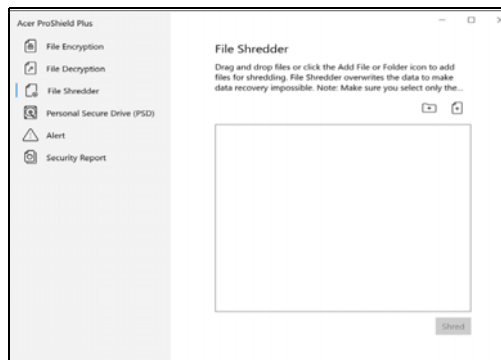 Acer ProShield Plus
File Encryption
File Decryption
File Shredder
Personal Secure Drive (PSD)
Alert
Security Report
File Shredder
Drag and drop files or click the Add File or Folder icon to add
files for shredding. File Shredder overwrites the data to make
data recovery impossible. Note: Make sure you select only the...
Shred